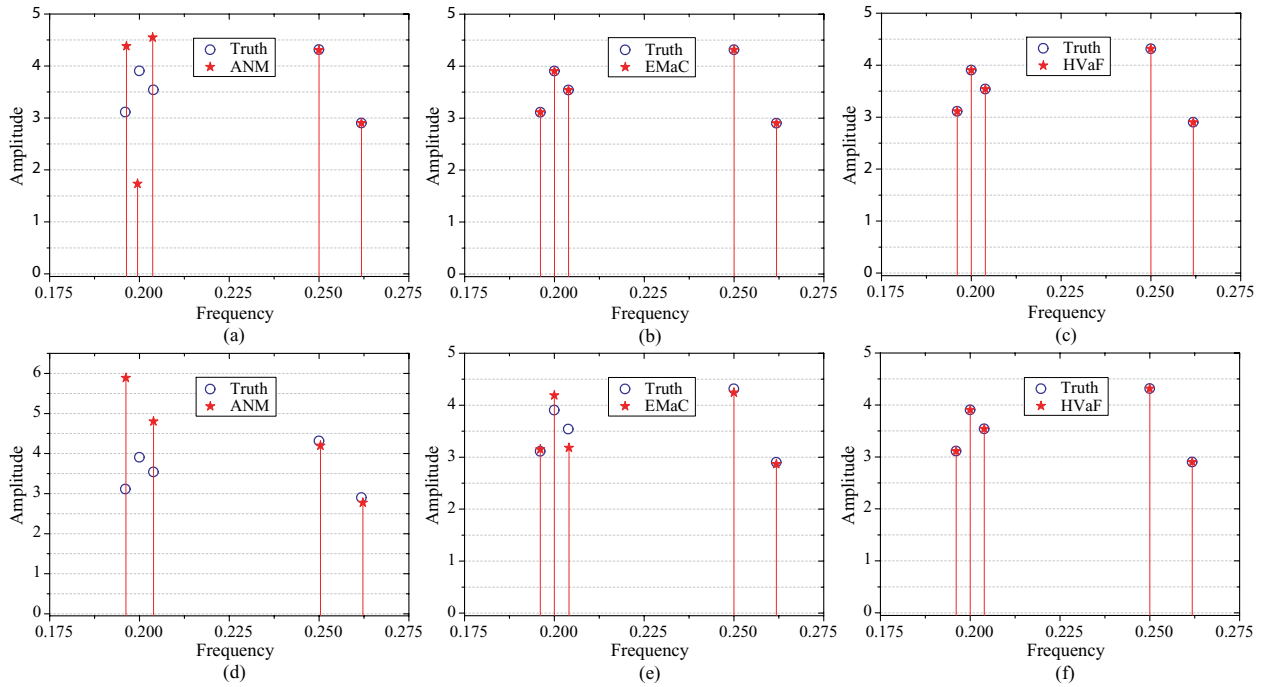 5
4
3
2
1
0
Amplitude
Truth
ANM
0.175
0.200
0.225
0.250
0.275
Frequency
(a)
5
4
3
2
1
0
Amplitude
Truth
EMaC
0.175
0.200
0.225
0.250
0.275
Frequency
(b)
5
4
3
2
1
0
Amplitude
Truth
HVaF
0.175
0.200
0.225
0.250
0.275
Frequency
(c)
6
5
4
3
2
1
0
Amplitude
Truth
ANM
0.175
0.200
0.225
0.250
0.275
Frequency
(d)
5
4
3
2
1
0
Amplitude
Truth
EMaC
0.175
0.200
0.225
0.250
0.275
Frequency
(e)
5
4
3
2
1
0
Amplitude
Truth
HVaF
0.175
0.200
0.225
0.250
0.275
Frequency
(f)